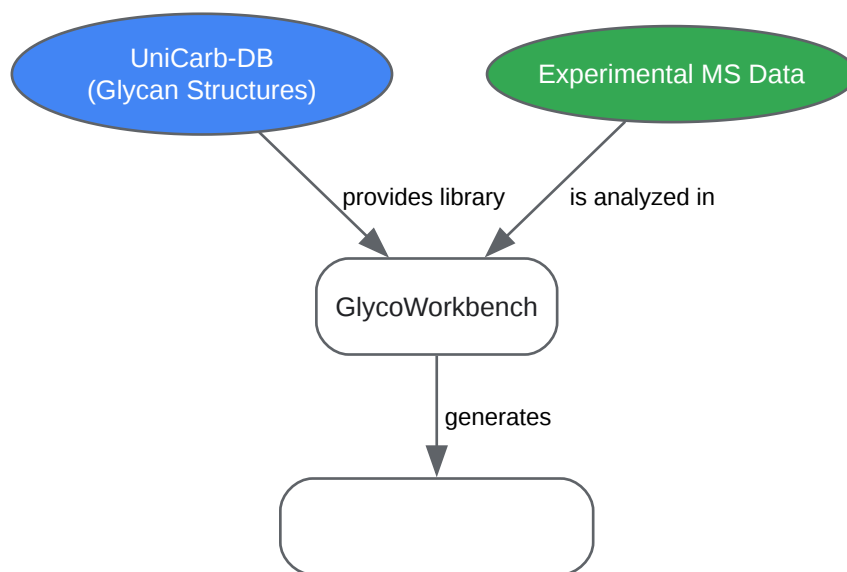 UniCarb-DB
(Glycan Structures)
Experimental MS Data
provides library
is analyzed in
GlycoWorkbench
generates